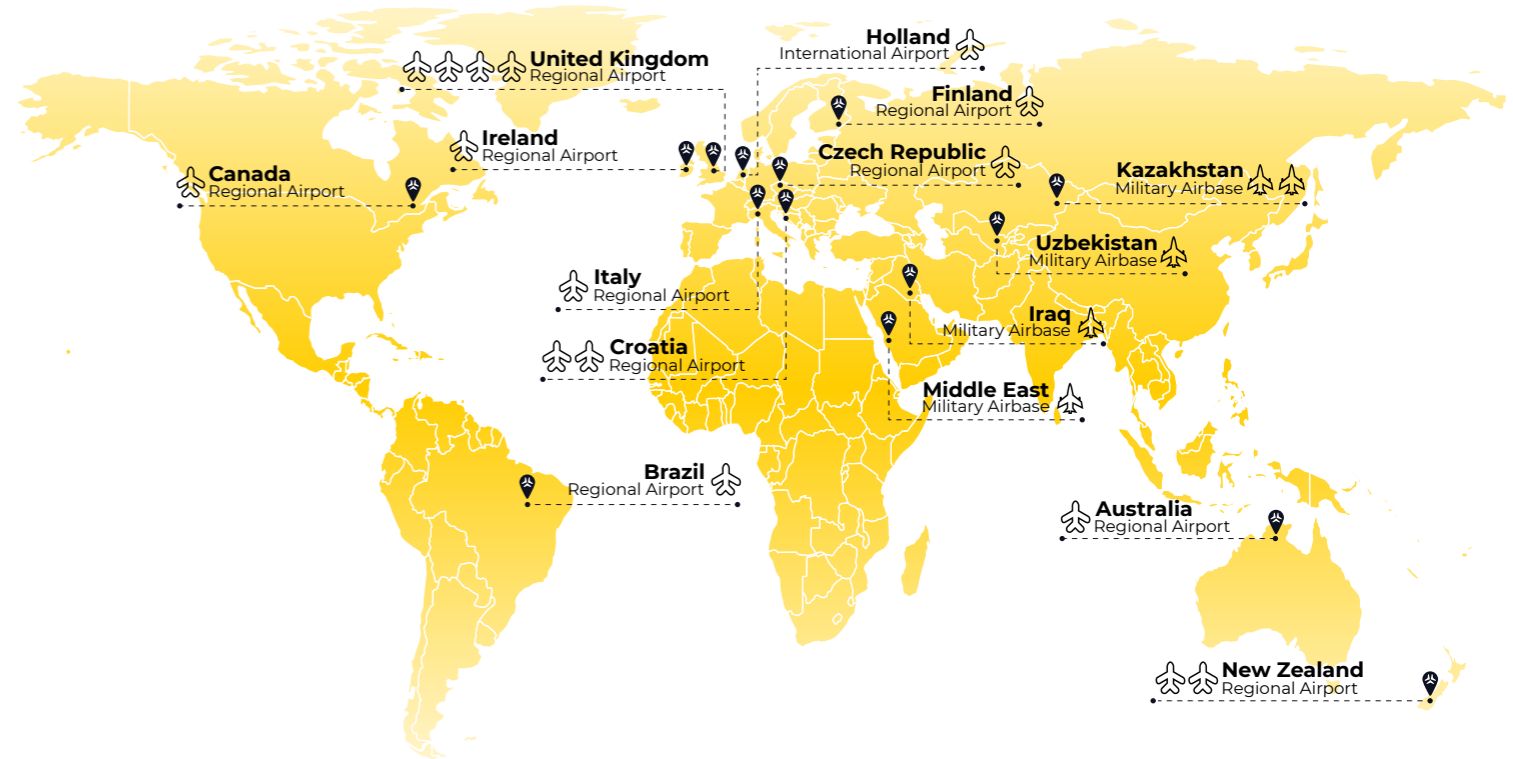 United Kingdom
Regional Airport
Holland
International Airport
Finland
Regional Airport
Ireland
Regional Airport
Czech Republic
Regional Airport
Canada
Regional Airport
Kazakhstan
Military Airbase
Uzbekistan
Military Airbase
Italy
Regional Airport
Iraq
Military Airbase
Croatia
Regional Airport
Middle East
Military Airbase
Brazil
Regional Airport
Australia
Regional Airport
New Zealand
Regional Airport